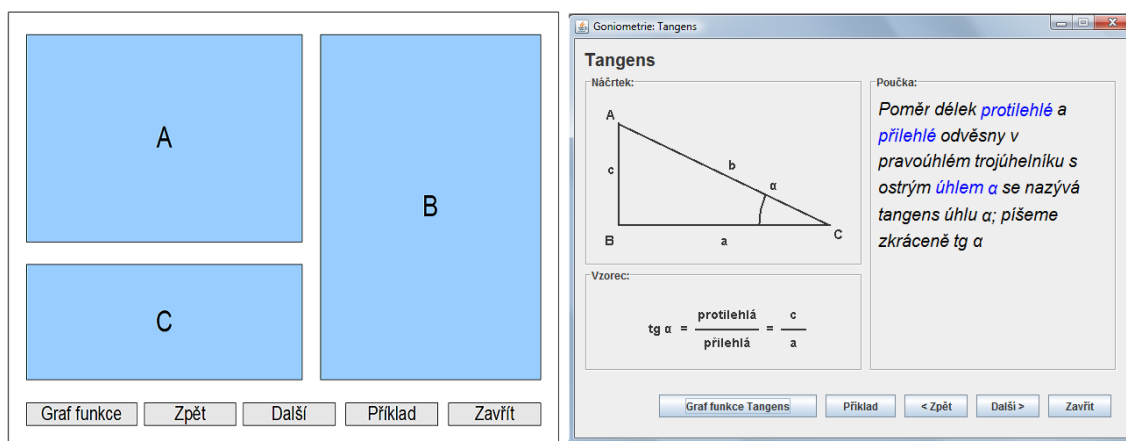 A
B
C
Graf funkce
Zpět
Další
Příklad
Zavřít
Goniometrie: Tangens
Tangens
Náčrtek:
A
c
b
α
B
a
C
Vzorec:
tg α = protilehlá / přilehlá = c / a
Poučka:
Poměr délek protilehlé a
přilehlé odvěsny v
pravoúhlém trojúhelníku s
ostrým úhlem α se nazývá
tangens úhlu α; píšeme
zkráceně tg α
Graf funkce Tangens
Příklad
< Zpět
Další >
Zavřít